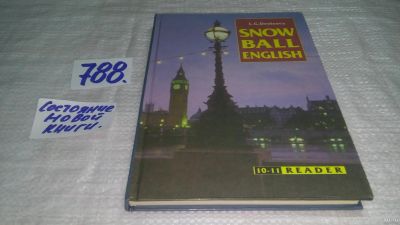 788.
Состояние
новой
книги.
SNOW
BALL
ENGLISH
10-11 READER